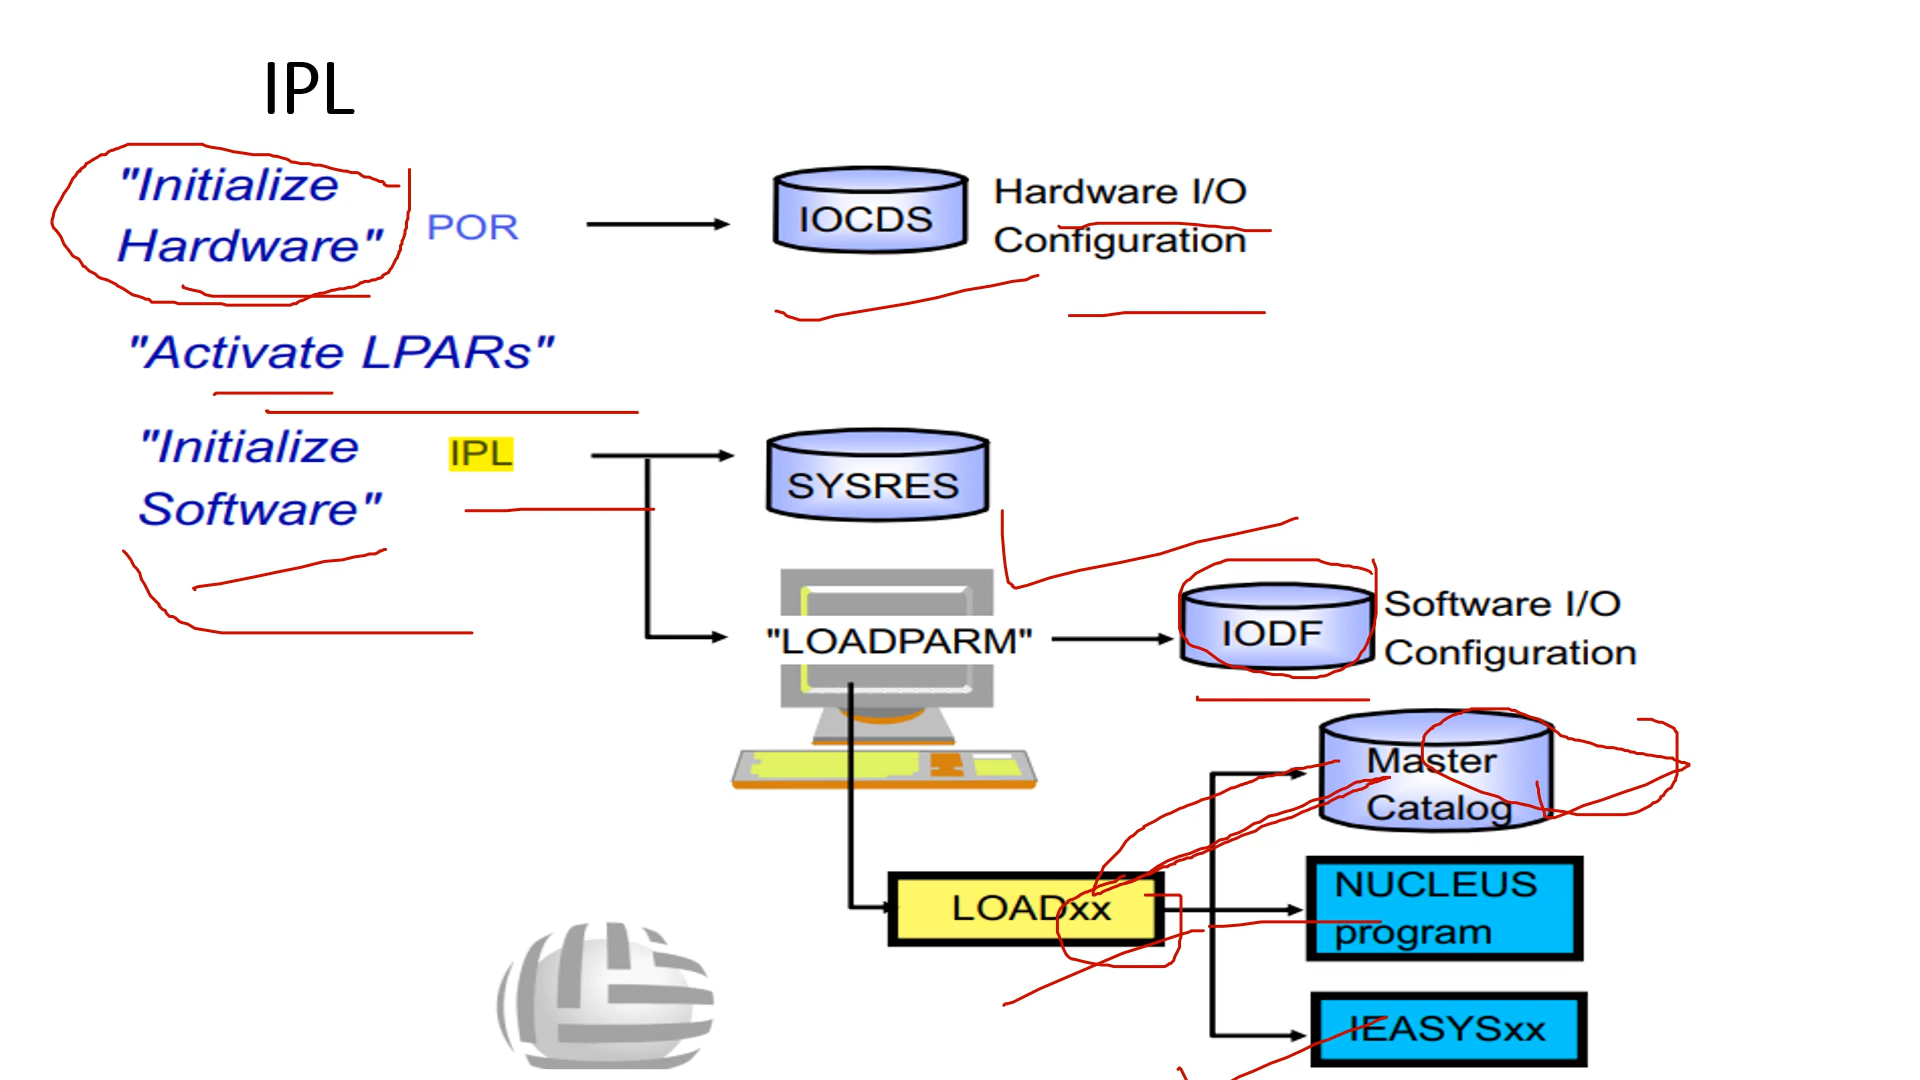 IPL
"Initialize
Hardware"
POR
IOCDS
Hardware I/O
Configuration
"Activate LPARs"
"Initialize
Software"
IPL
SYSRES
"LOADPARM"
IODF
Software I/O
Configuration
Master
Catalog
LOADxx
NUCLEUS
program
IEASYSxx